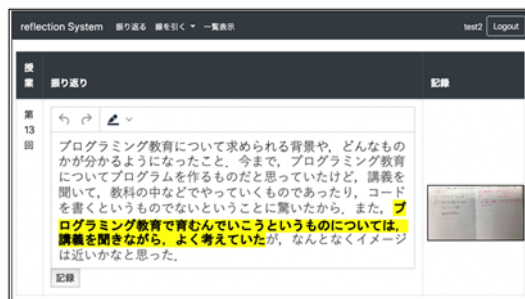 reflection System 振り返る 線を引く 一覧表示 test2 Logout
授業 振り返り 記録
第13回
プログラミング教育について求められる背景や，どんなもの
かが分かるようになったこと．今まで，プログラミング教育
についてプログラムを作るものだと思っていたけど，講義を
聞いて，教科の中などでやっていくものであったり，コード
を書くというものでないということに驚いたから．また，プ
ログラミング教育で育むんでいこうというものについては，
講義を聞きながら，よく考えていたが，なんとなくイメージ
は近いかなと思った．
記録